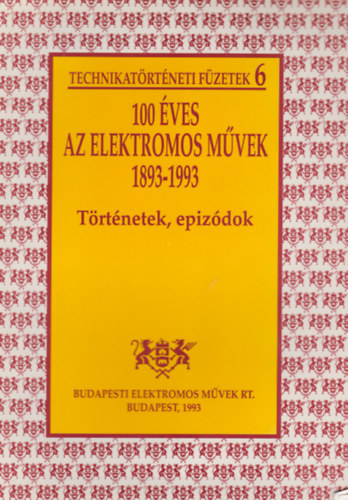 TECHNIKATÖRTÉNETI FÜZETEK 6
100 ÉVES
AZ ELEKTROMOS MŰVEK
1893-1993
Történetek, epizódok
BUDAPESTI ELEKTROMOS MŰVEK RT.
BUDAPEST, 1993